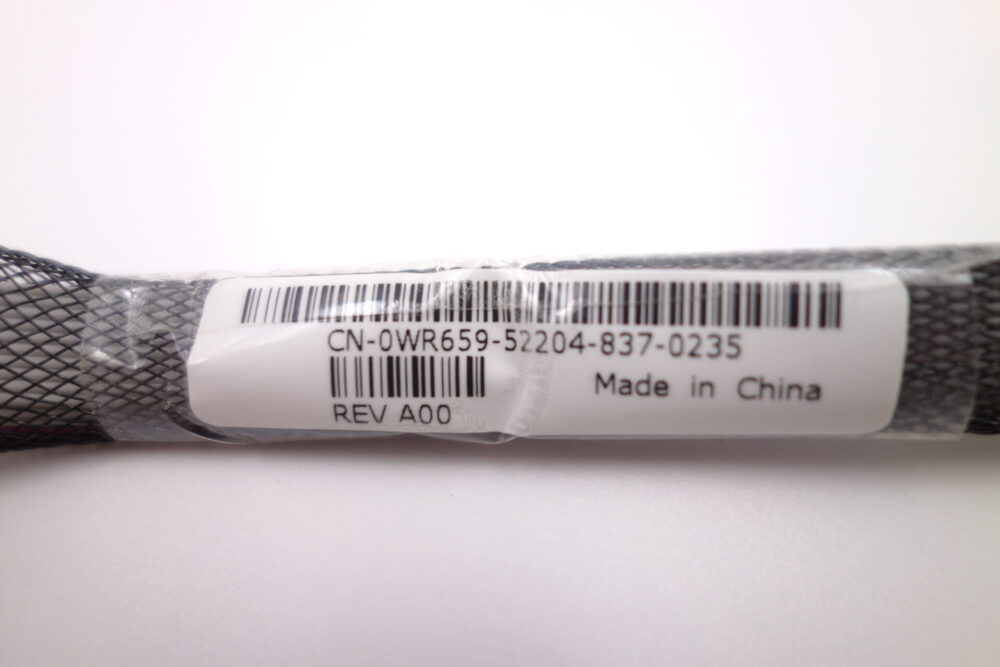 CN-0WR659-52204-837-0235
Made in China
REV A00